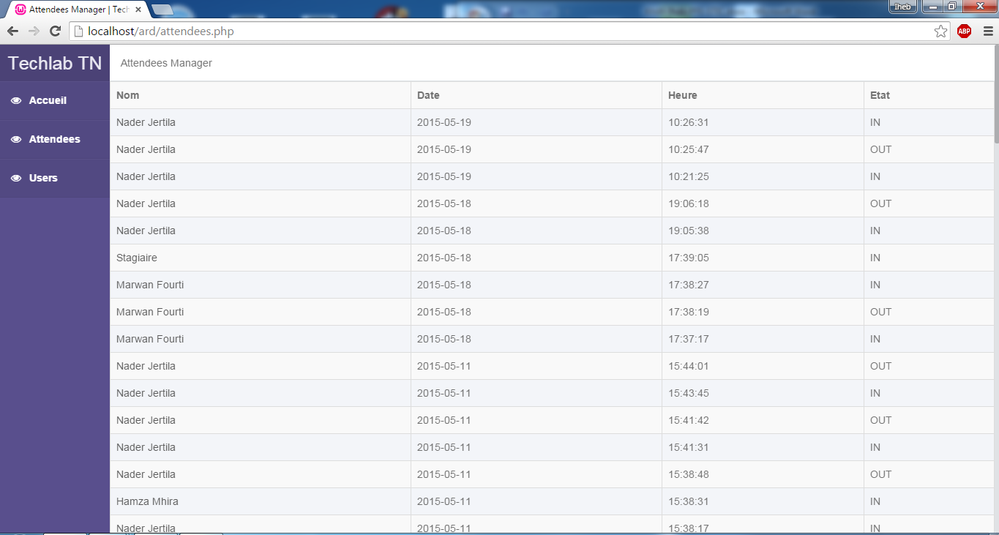 Attendees Manager | Tech
Iheb
localhost/ard/attendees.php
ABP
Techlab TN
Attendees Manager
Accueil
Attendees
Users
Nom Date Heure Etat
Nader Jertila 2015-05-19 10:26:31 IN
Nader Jertila 2015-05-19 10:25:47 OUT
Nader Jertila 2015-05-19 10:21:25 IN
Nader Jertila 2015-05-18 19:06:18 OUT
Nader Jertila 2015-05-18 19:05:38 IN
Stagiaire 2015-05-18 17:39:05 IN
Marwan Fourti 2015-05-18 17:38:27 IN
Marwan Fourti 2015-05-18 17:38:19 OUT
Marwan Fourti 2015-05-18 17:37:17 IN
Nader Jertila 2015-05-11 15:44:01 OUT
Nader Jertila 2015-05-11 15:43:45 IN
Nader Jertila 2015-05-11 15:41:42 OUT
Nader Jertila 2015-05-11 15:41:31 IN
Nader Jertila 2015-05-11 15:38:48 OUT
Hamza Mhira 2015-05-11 15:38:31 IN
Nader Jertila 2015-05-11 15:38:17 IN